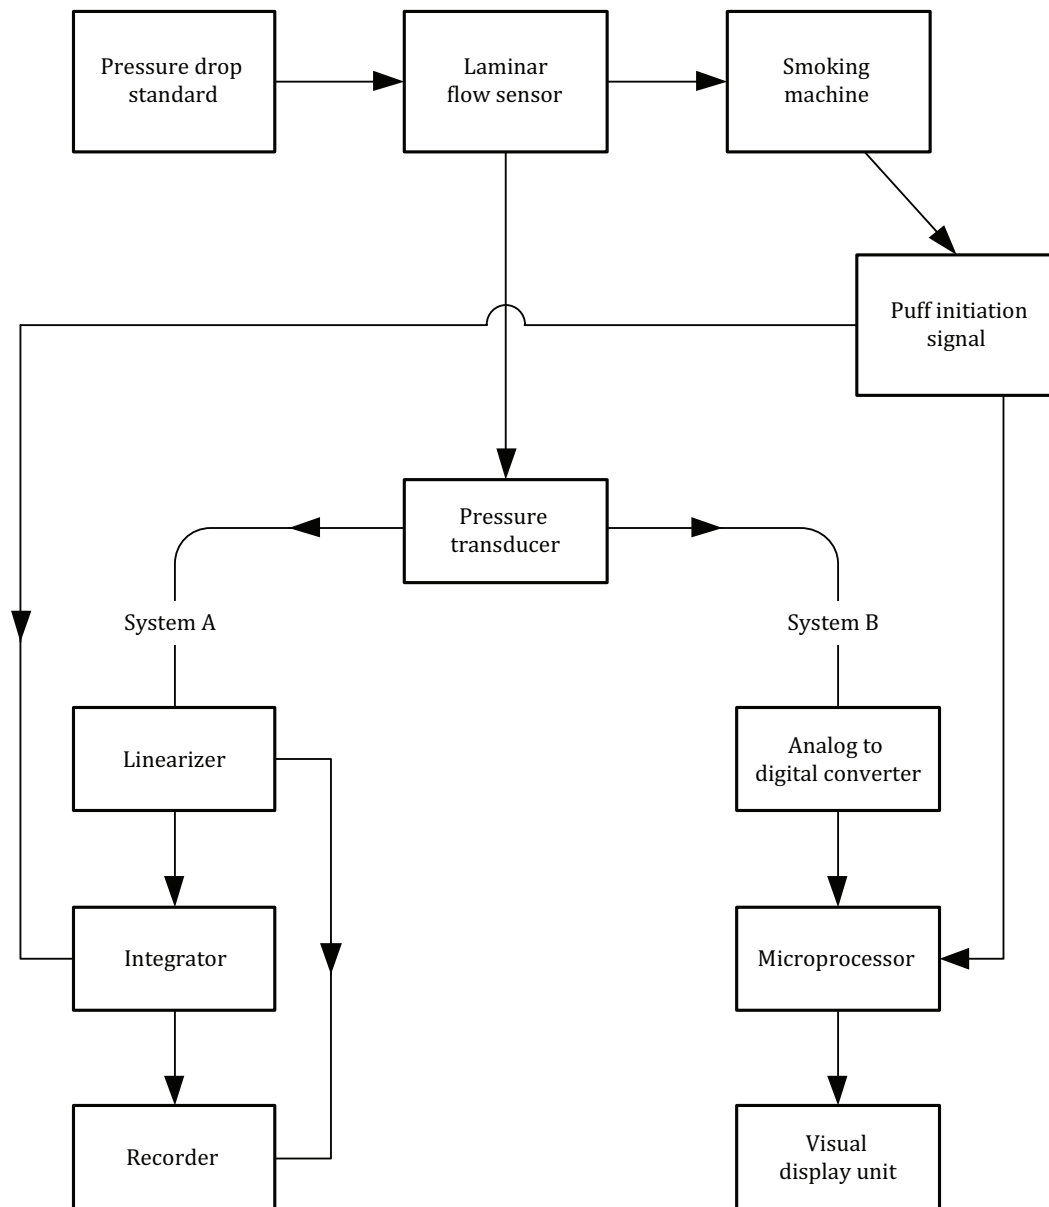 Pressure drop
standard
Laminar
flow sensor
Smoking
machine
Puff initiation
signal
Pressure
transducer
System A
System B
Linearizer
Analog to
digital converter
Integrator
Microprocessor
Recorder
Visual
display unit